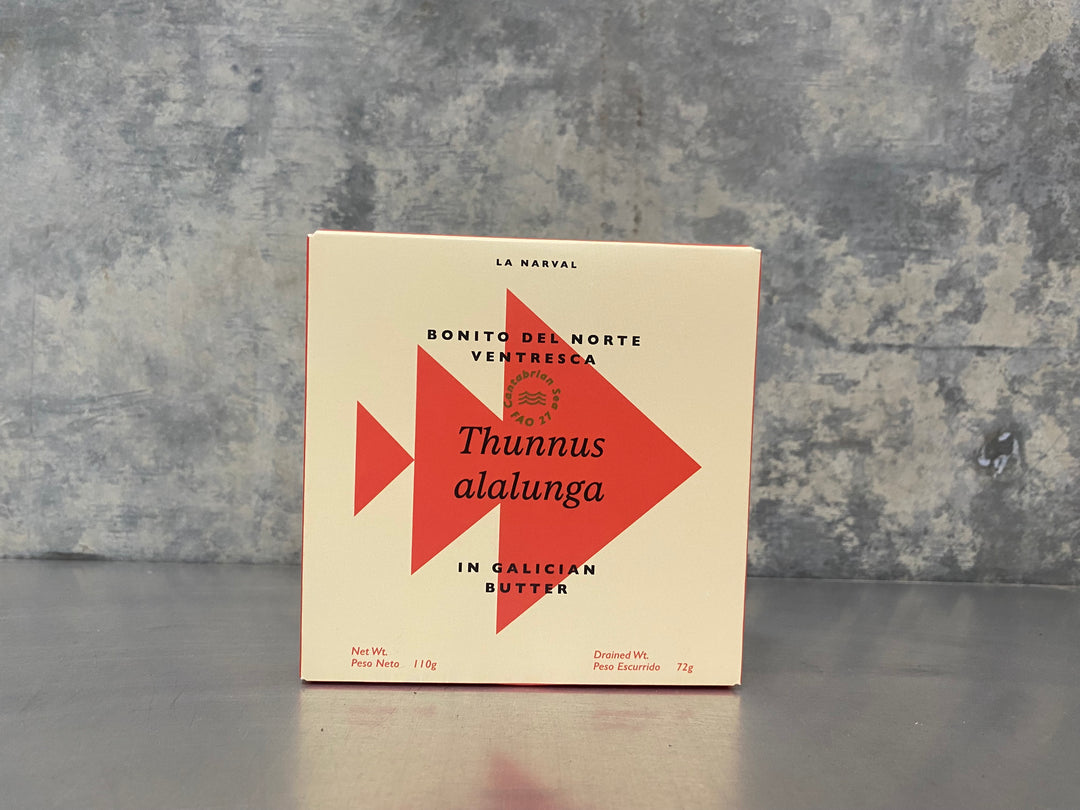 LA NARVAL
BONITO DEL NORTE
VENTRESCA
Cantabrian Sea
FAO 27
Thunnus
alalunga
IN GALICIAN
BUTTER
Net Wt.
Peso Neto 110g
Drained Wt.
Peso Escurrido 72g